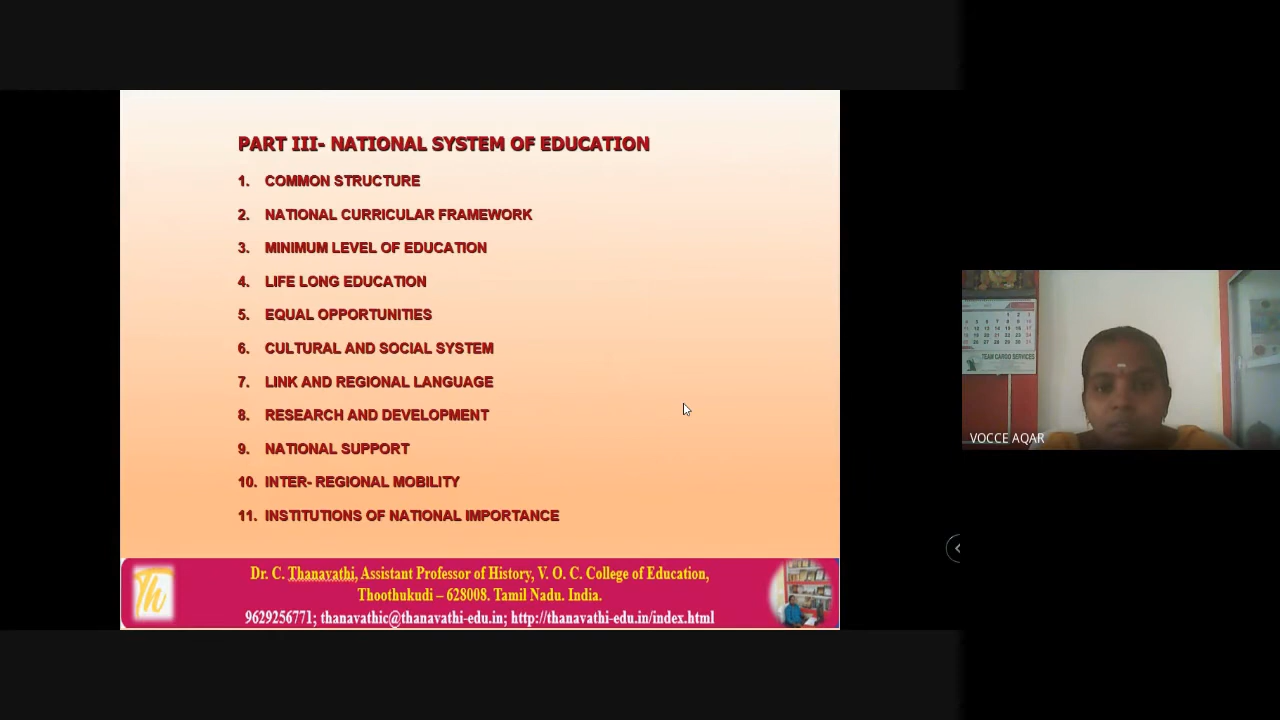 PART III- NATIONAL SYSTEM OF EDUCATION
1. COMMON STRUCTURE
2. NATIONAL CURRICULAR FRAMEWORK
3. MINIMUM LEVEL OF EDUCATION
4. LIFE LONG EDUCATION
5. EQUAL OPPORTUNITIES
6. CULTURAL AND SOCIAL SYSTEM
7. LINK AND REGIONAL LANGUAGE
8. RESEARCH AND DEVELOPMENT
9. NATIONAL SUPPORT
10. INTER- REGIONAL MOBILITY
11. INSTITUTIONS OF NATIONAL IMPORTANCE
Th
Dr. C. Thanavathi, Assistant Professor of History, V. O. C. College of Education,
Thoothukudi – 628008. Tamil Nadu. India.
9629256771; thanavathic@thanavathi-edu.in; http://thanavathi-edu.in/index.html
TEAM CARGO SERVICES
VOCCE AQAR